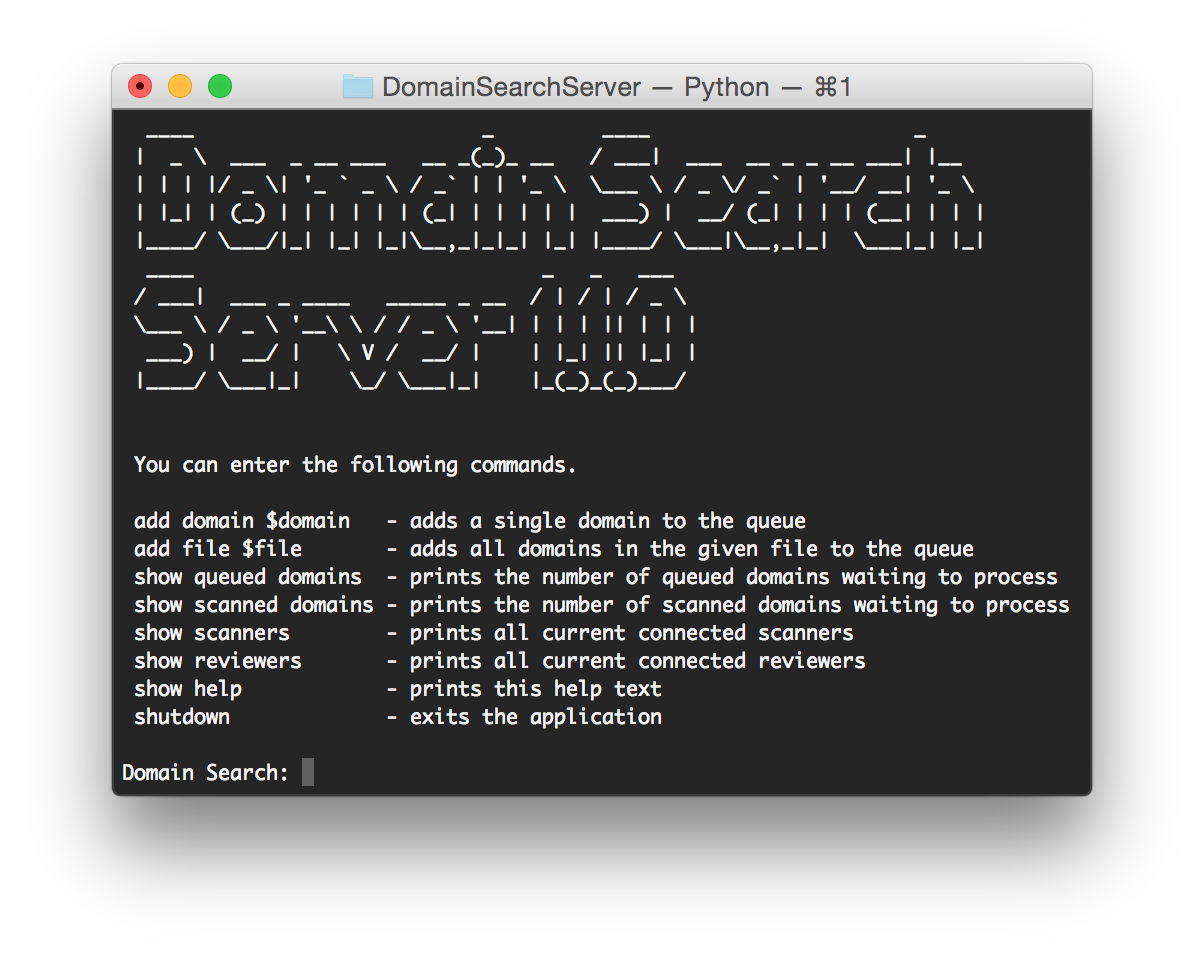 DomainSearchServer — Python — ⌘1
Domain Search
Server 1.1.0
You can enter the following commands.
add domain $domain - adds a single domain to the queue
add file $file - adds all domains in the given file to the queue
show queued domains - prints the number of queued domains waiting to process
show scanned domains - prints the number of scanned domains waiting to process
show scanners - prints all current connected scanners
show reviewers - prints all current connected reviewers
show help - prints this help text
shutdown - exits the application
Domain Search: